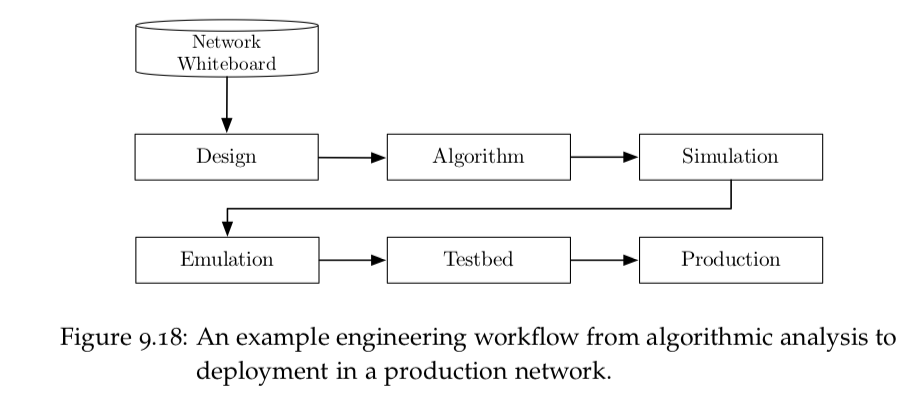 Network
Whiteboard
Design
Algorithm
Simulation
Emulation
Testbed
Production
Figure 9.18: An example engineering workflow from algorithmic analysis to
deployment in a production network.